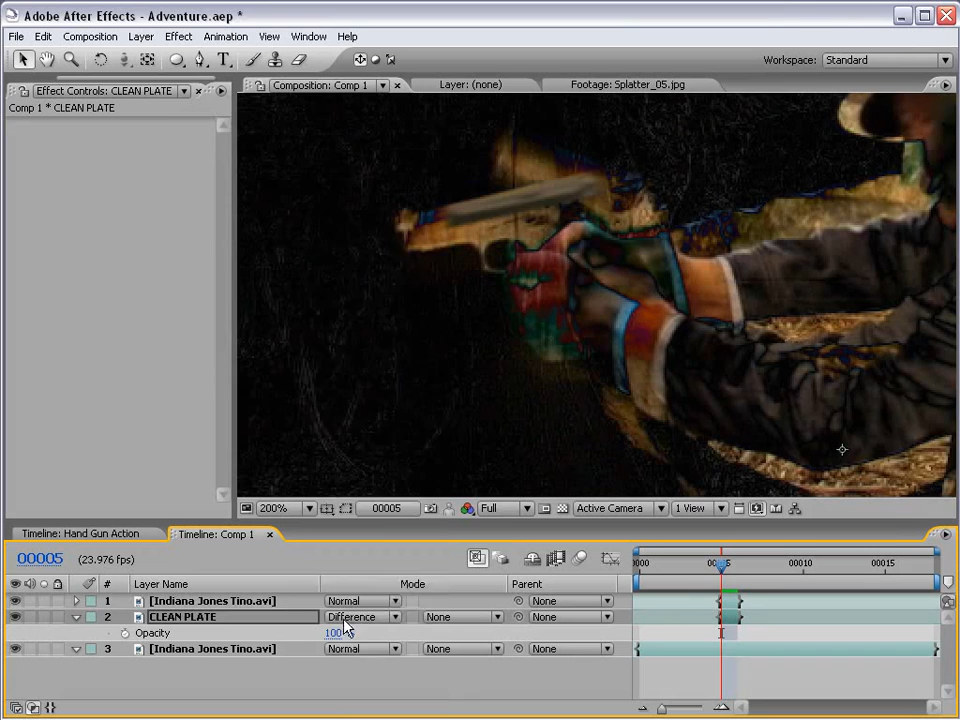 Adobe After Effects - Adventure.aep *
File Edit Composition Layer Effect Animation View Window Help
Workspace: Standard
Effect Controls: CLEAN PLATE
Composition: Comp 1 Layer: (none) Footage: Splatter_05.jpg
Comp 1 * CLEAN PLATE
200% 00005 Full Active Camera 1 View
Timeline: Hand Gun Action Timeline: Comp 1
00005 (23.976 fps)
# Layer Name Mode Parent
00010 00015
1 [Indiana Jones Tino.avi] Normal None
2 CLEAN PLATE Difference None None
Opacity 100
3 [Indiana Jones Tino.avi] Normal None None